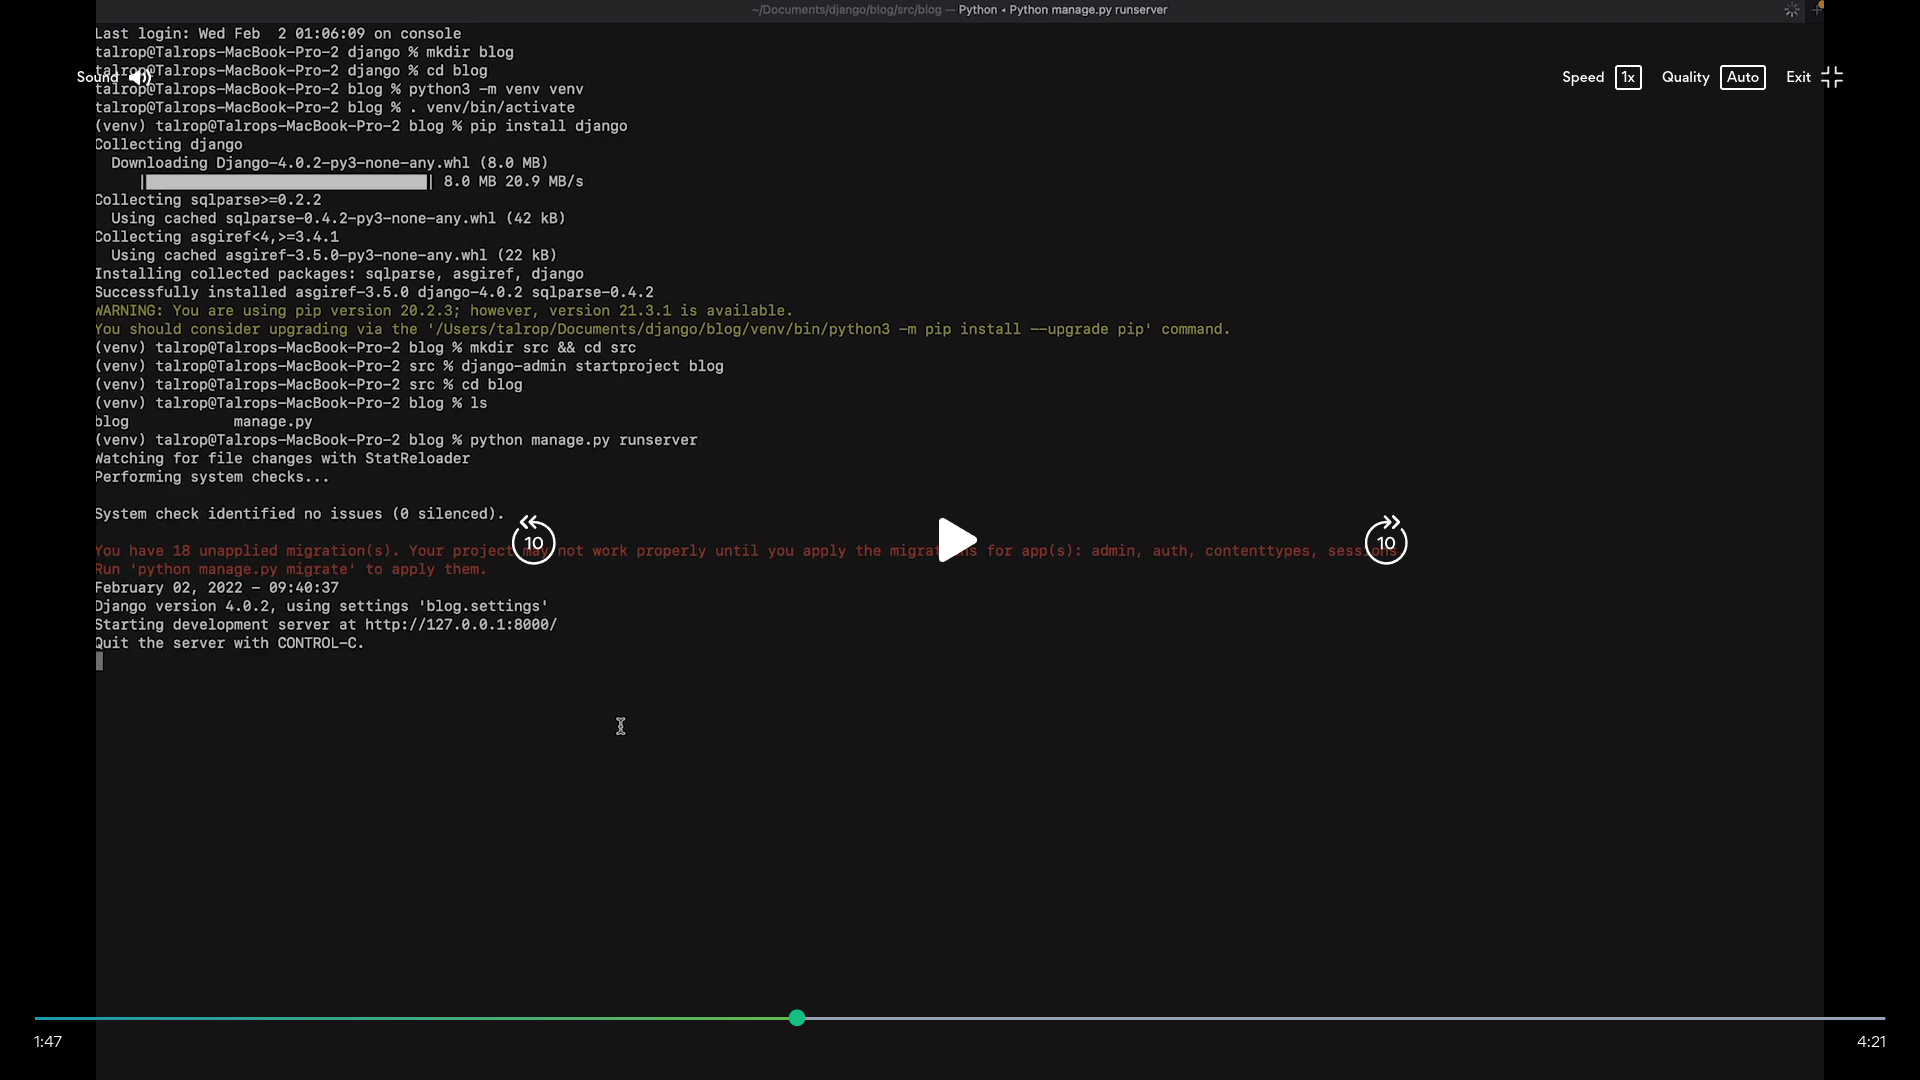 ~/Documents/django/blog/src/blog — Python • Python manage.py runserver
Last login: Wed Feb  2 01:06:09 on console
talrop@Talrops-MacBook-Pro-2 django % mkdir blog
talrop@Talrops-MacBook-Pro-2 django % cd blog
Sound
Speed 1x Quality Auto Exit
talrop@Talrops-MacBook-Pro-2 blog % python3 -m venv venv
talrop@Talrops-MacBook-Pro-2 blog % . venv/bin/activate
(venv) talrop@Talrops-MacBook-Pro-2 blog % pip install django
Collecting django
Downloading Django-4.0.2-py3-none-any.whl (8.0 MB)
|████████████████████████████████| 8.0 MB 20.9 MB/s
Collecting sqlparse>=0.2.2
Using cached sqlparse-0.4.2-py3-none-any.whl (42 kB)
Collecting asgiref<4,>=3.4.1
Using cached asgiref-3.5.0-py3-none-any.whl (22 kB)
Installing collected packages: sqlparse, asgiref, django
Successfully installed asgiref-3.5.0 django-4.0.2 sqlparse-0.4.2
WARNING: You are using pip version 20.2.3; however, version 21.3.1 is available.
You should consider upgrading via the '/Users/talrop/Documents/django/blog/venv/bin/python3 -m pip install --upgrade pip' command.
(venv) talrop@Talrops-MacBook-Pro-2 blog % mkdir src && cd src
(venv) talrop@Talrops-MacBook-Pro-2 src % django-admin startproject blog
(venv) talrop@Talrops-MacBook-Pro-2 src % cd blog
(venv) talrop@Talrops-MacBook-Pro-2 blog % ls
blog            manage.py
(venv) talrop@Talrops-MacBook-Pro-2 blog % python manage.py runserver
Watching for file changes with StatReloader
Performing system checks...
System check identified no issues (0 silenced).
10
10
You have 18 unapplied migration(s). Your project may not work properly until you apply the migrations for app(s): admin, auth, contenttypes, sessions.
Run 'python manage.py migrate' to apply them.
February 02, 2022 - 09:40:37
Django version 4.0.2, using settings 'blog.settings'
Starting development server at http://127.0.0.1:8000/
Quit the server with CONTROL-C.
1:47
4:21